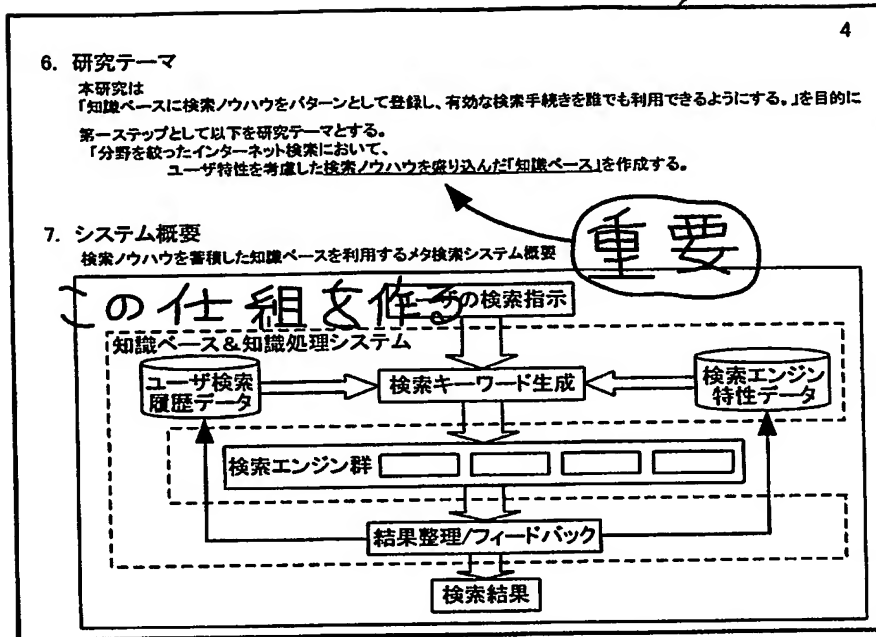 4
6. 研究テーマ
本研究は
「知識ベースに検索ノウハウをパターンとして登録し、有効な検索手続きを誰でも利用できるようにする。」を目的に
第一ステップとして以下を研究テーマとする。
「分野を絞ったインターネット検索において、
ユーザ特性を考慮した検索ノウハウを盛り込んだ「知識ベース」を作成する。
重要
7. システム概要
検索ノウハウを蓄積した知識ベースを利用するメタ検索システム概要
この仕組を作る
ユーザの検索指示
知識ベース&知識処理システム
ユーザ検索
履歴データ
検索キーワード生成
検索エンジン
特性データ
検索エンジン群
結果整理/フィードバック
検索結果